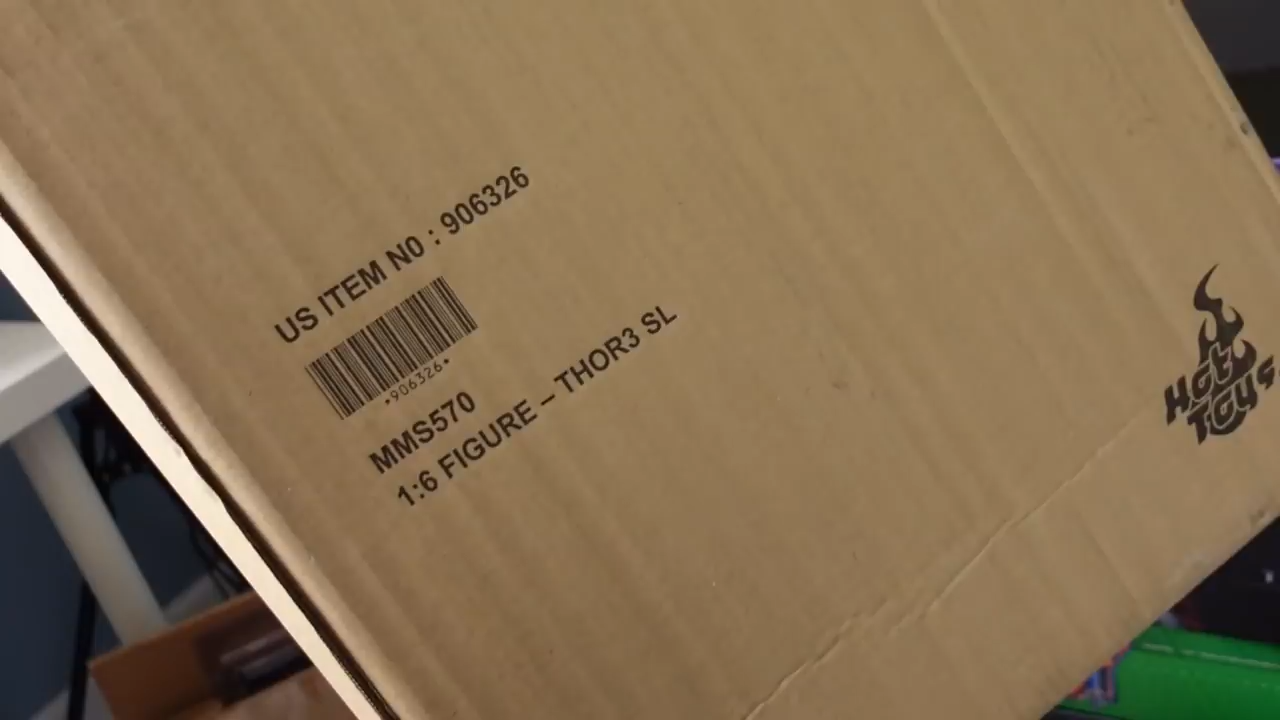 US ITEM N0 : 906326
*906326*
MMS570
1:6 FIGURE – THOR3 SL
Hot
Toys